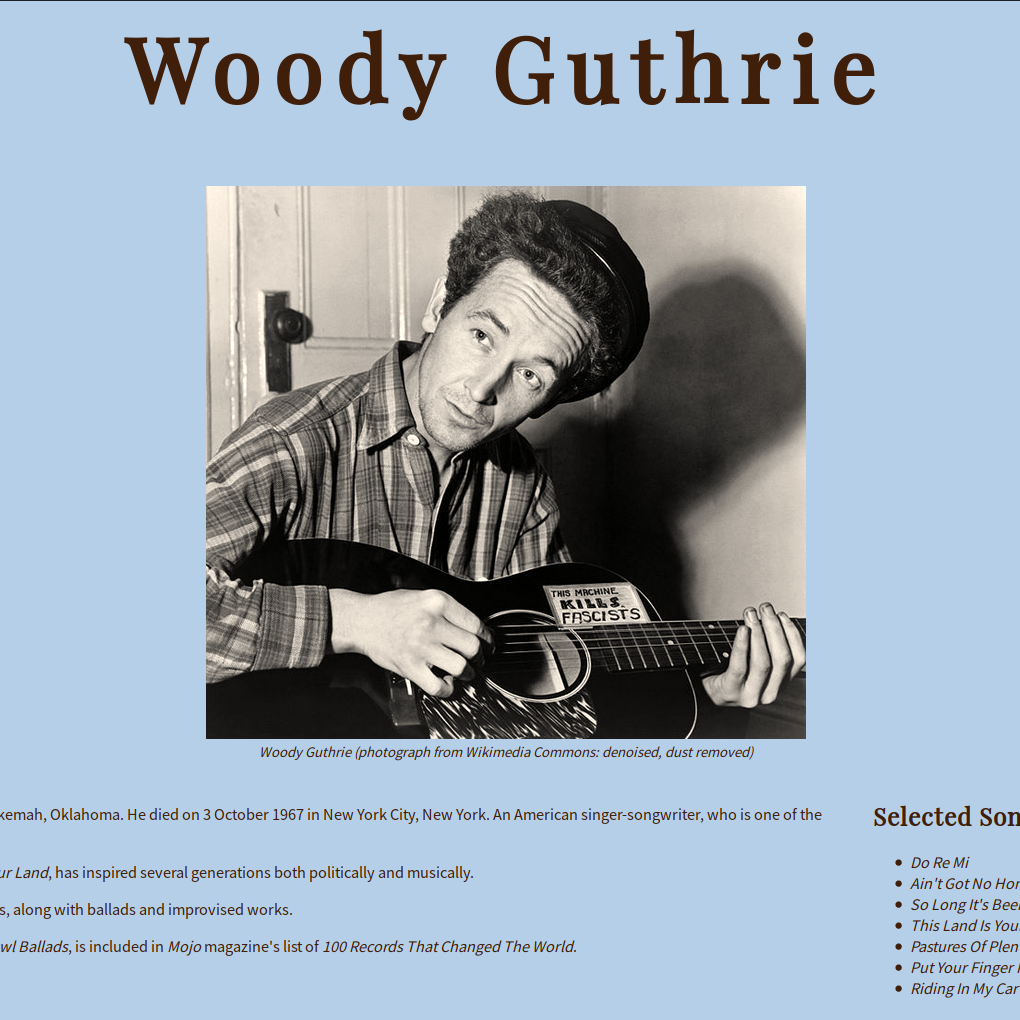 Woody Guthrie
THIS MACHINE
KILLS
FASCISTS
Woody Guthrie (photograph from Wikimedia Commons: denoised, dust removed)
kemah, Oklahoma. He died on 3 October 1967 in New York City, New York. An American singer-songwriter, who is one of the
ur Land, has inspired several generations both politically and musically.
s, along with ballads and improvised works.
wl Ballads, is included in Mojo magazine's list of 100 Records That Changed The World.
Selected Son
Do Re Mi
Ain't Got No Hom
So Long It's Bee
This Land Is You
Pastures Of Plen
Put Your Finger
Riding In My Car